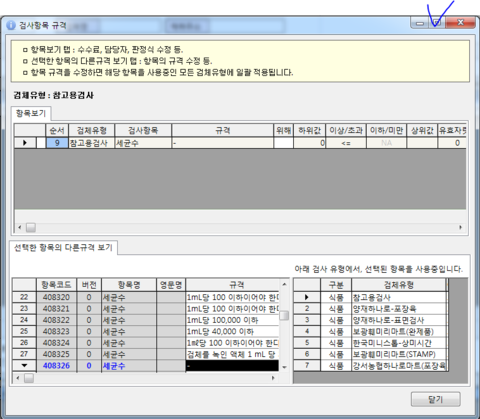 검사항목 규격
¤ 항목보기 탭 : 수수료, 담당자, 판정식 수정 등.
¤ 선택한 항목의 다른규격 보기 탭 : 항목의 규격 수정 등.
¤ 항목 규격을 수정하면 해당 항목을 사용중인 모든 검체유형에 일괄 적용됩니다.
검체유형 : 참고용검사
항목보기
순서 검체유형 검사항목 규격 위해 하위값 이상/초과 이하/미만 상위값 유효자릿
9 참고용검사 세균수 - 0 <= NA 0
선택한 항목의 다른규격 보기
아래 검사 유형에서, 선택된 항목을 사용중입니다.
항목코드 버전 항목명 영문명 규격
22 408320 0 세균수 1mL당 100 이하이어야 한다
23 408321 0 세균수 1mL당 100 이하이어야 한다
24 408322 0 세균수 1mL당 100,000 이하
25 408323 0 세균수 1mL당 40,000 이하
26 408324 0 세균수 1㎖당 100 이하이어야 한다
27 408325 0 세균수 검체를 녹인 액체 1 mL 당
408326 0 세균수 -
구분 검체유형
식품 참고용검사
2 식품 양재하나로-포장육
3 식품 양재하나로-표면검사
4 식품 보광훼미리마트(완제품)
5 식품 한국미니스톱-상미시간
6 식품 보광훼미리마트(STAMP)
7 식품 강서농협하나로마트(포장육
닫기